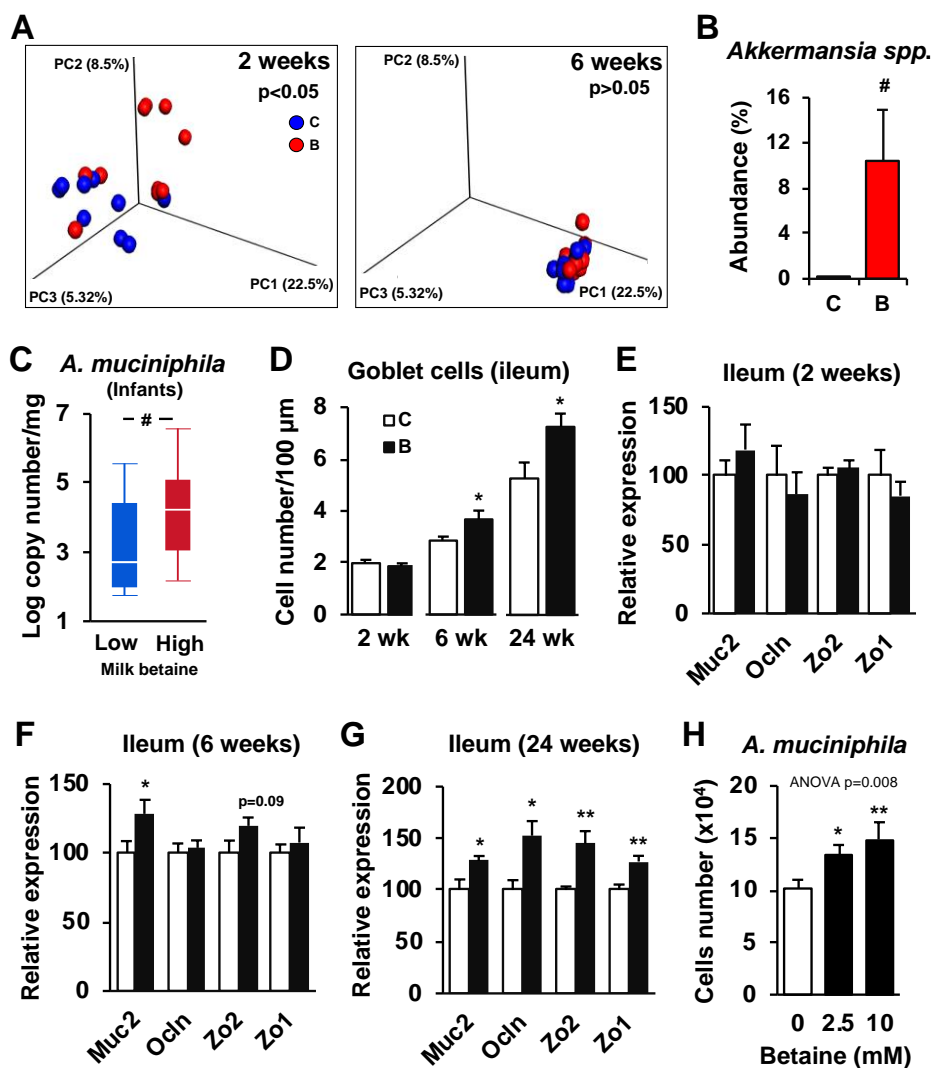 A
PC2 (8.5%)
2 weeks
p<0.05
C
B
PC3 (5.32%)
PC1 (22.5%)
PC2 (8.5%)
6 weeks
p>0.05
PC3 (5.32%)
PC1 (22.5%)
B
Akkermansia spp.
#
Abundance (%)
16
12
8
4
0
C
B
C
A. muciniphila
(Infants)
#
Log copy number/mg
7
5
3
1
Low
High
Milk betaine
D
Goblet cells (ileum)
C
B
Cell number/100 µm
8
6
4
2
0
*
*
2 wk
6 wk
24 wk
E
Ileum (2 weeks)
Relative expression
150
100
50
0
Muc2
Ocln
Zo2
Zo1
F
Ileum (6 weeks)
Relative expression
150
100
50
0
*
p=0.09
Muc2
Ocln
Zo2
Zo1
G
Ileum (24 weeks)
Relative expression
200
150
100
50
0
*
*
**
**
Muc2
Ocln
Zo2
Zo1
H
A. muciniphila
ANOVA p=0.008
Cells number (x10⁴)
20
15
10
5
0
*
**
0
2.5
10
Betaine (mM)